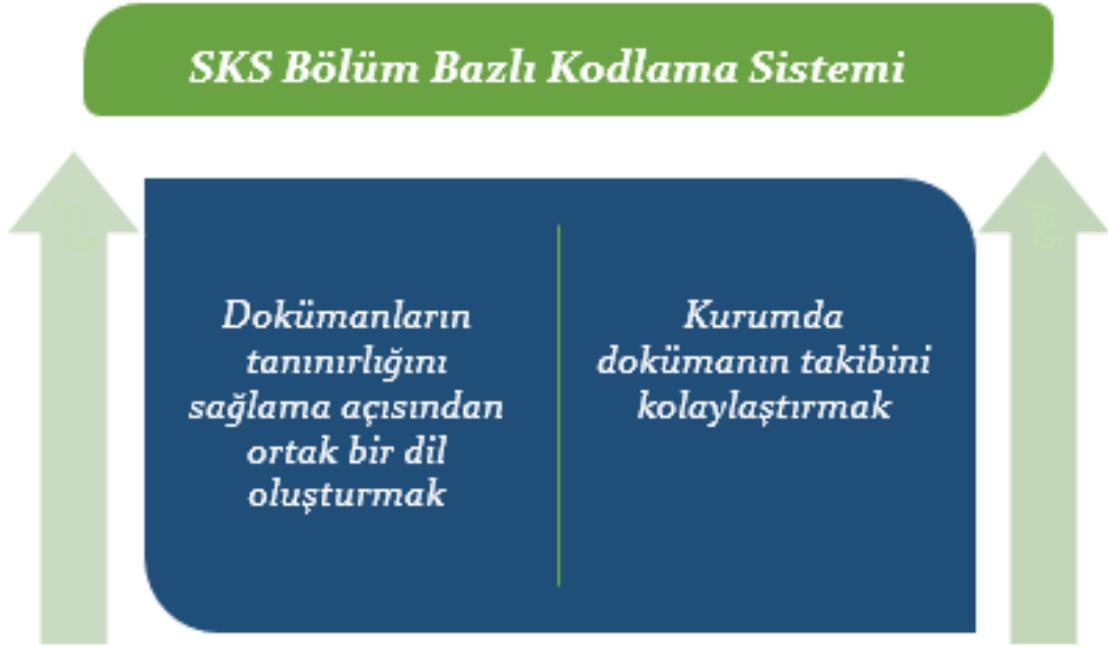 SKS Bölüm Bazlı Kodlama Sistemi
Dokümanların
tanınırlığını
sağlama açısından
ortak bir dil
oluşturmak
Kurumda
dokümanın takibini
kolaylaştırmak